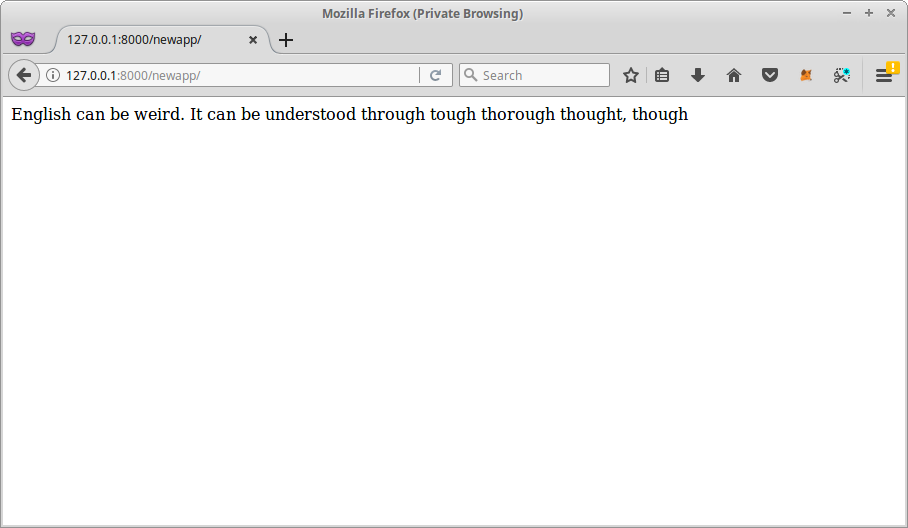 Mozilla Firefox (Private Browsing)
127.0.0.1:8000/newapp/
127.0.0.1:8000/newapp/
Search
English can be weird. It can be understood through tough thorough thought, though